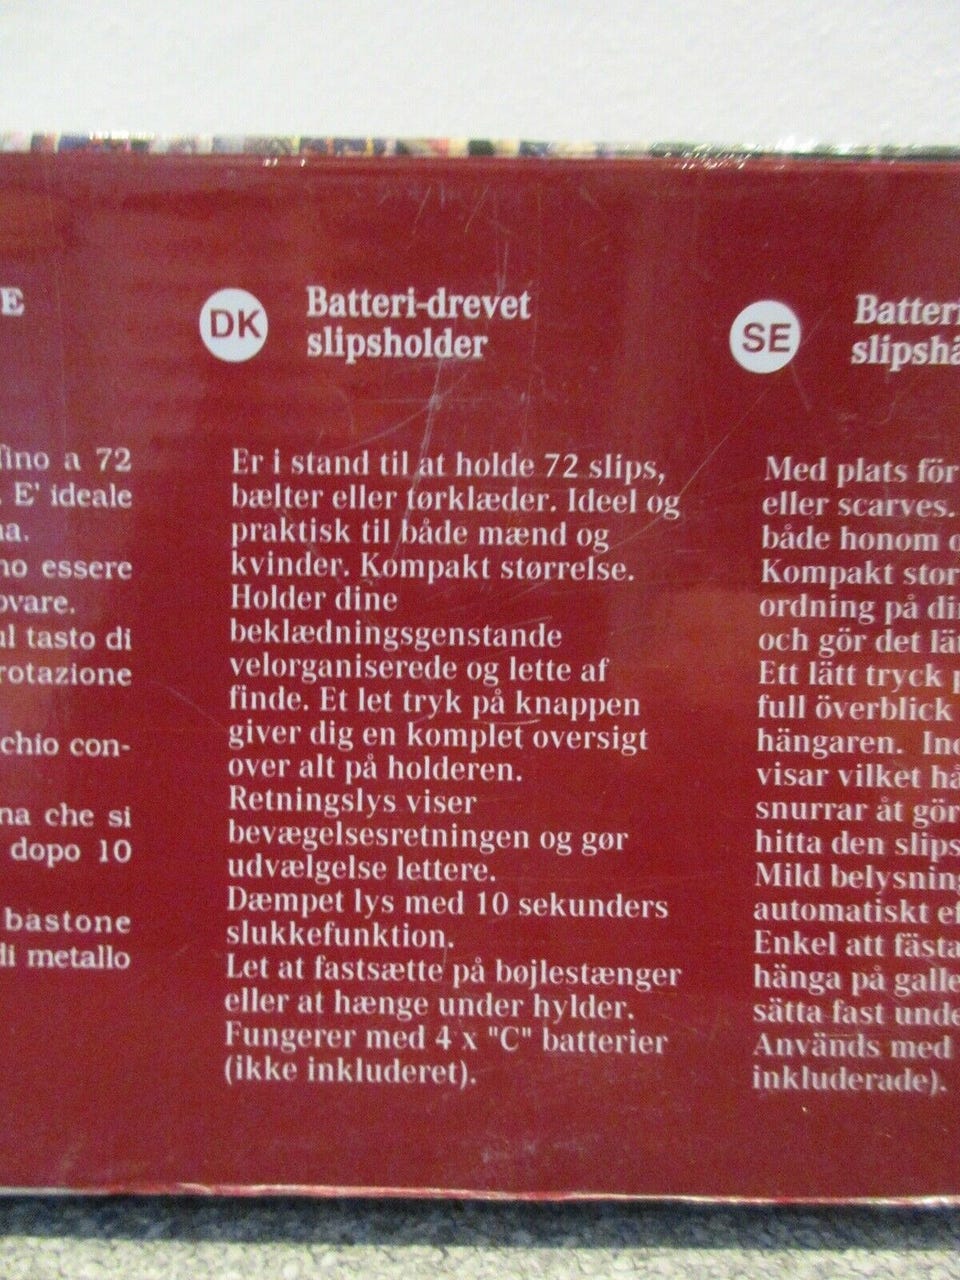 E
fino a 72
. E' ideale
na.
no essere
ovare.
ul tasto di
rotazione
chio con-
na che si
dopo 10
bastone
di metallo
DK
Batteri-drevet
slipsholder
Er i stand til at holde 72 slips,
bælter eller tørklæder. Ideel og
praktisk til både mænd og
kvinder. Kompakt størrelse.
Holder dine
beklædningsgenstande
velorganiserede og lette af
finde. Et let tryk på knappen
giver dig en komplet oversigt
over alt på holderen.
Retningslys viser
bevægelsesretningen og gør
udvælgelse lettere.
Dæmpet lys med 10 sekunders
slukkefunktion.
Let at fastsætte på bøjlestænger
eller at hænge under hylder.
Fungerer med 4 x "C" batterier
(ikke inkluderet).
SE
Batteri
slipshä
Med plats för
eller scarves.
både honom o
Kompakt stor
ordning på di
och gör det lät
Ett lätt tryck p
full överblick
hängaren. Ind
visar vilket hå
snurrar åt gör
hitta den slips
Mild belysning
automatiskt ef
Enkel att fästa
hänga på galle
sätta fast unde
Används med
inkluderade).